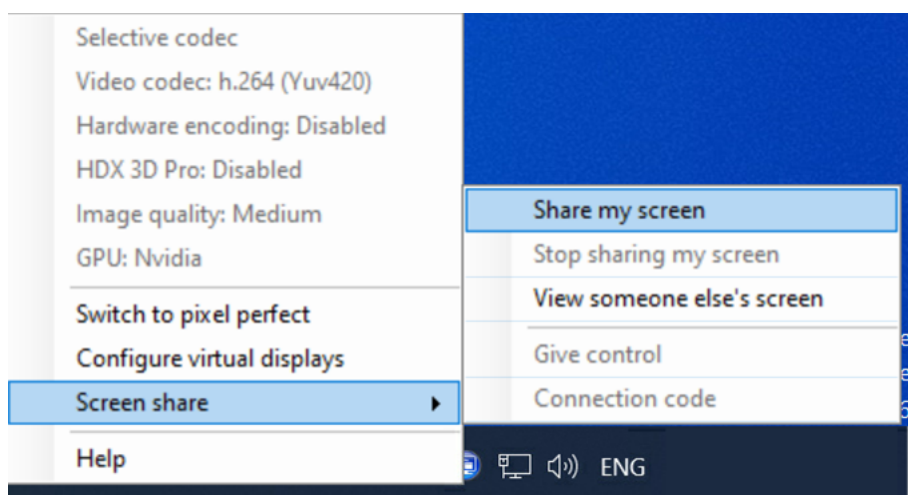 Selective codec
Video codec: h.264 (Yuv420)
Hardware encoding: Disabled
HDX 3D Pro: Disabled
Image quality: Medium
GPU: Nvidia
Switch to pixel perfect
Configure virtual displays
Screen share
Help
Share my screen
Stop sharing my screen
View someone else's screen
Give control
Connection code
ENG